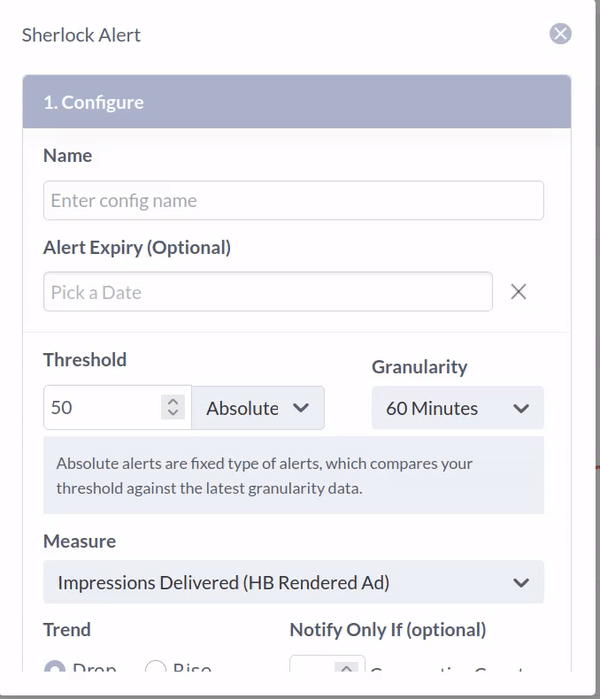 Sherlock Alert
1. Configure
Name
Enter config name
Alert Expiry (Optional)
Pick a Date
Threshold
Granularity
50
Absolute
60 Minutes
Absolute alerts are fixed type of alerts, which compares your
threshold against the latest granularity data.
Measure
Impressions Delivered (HB Rendered Ad)
Trend
Notify Only If (optional)
Drop
Rise